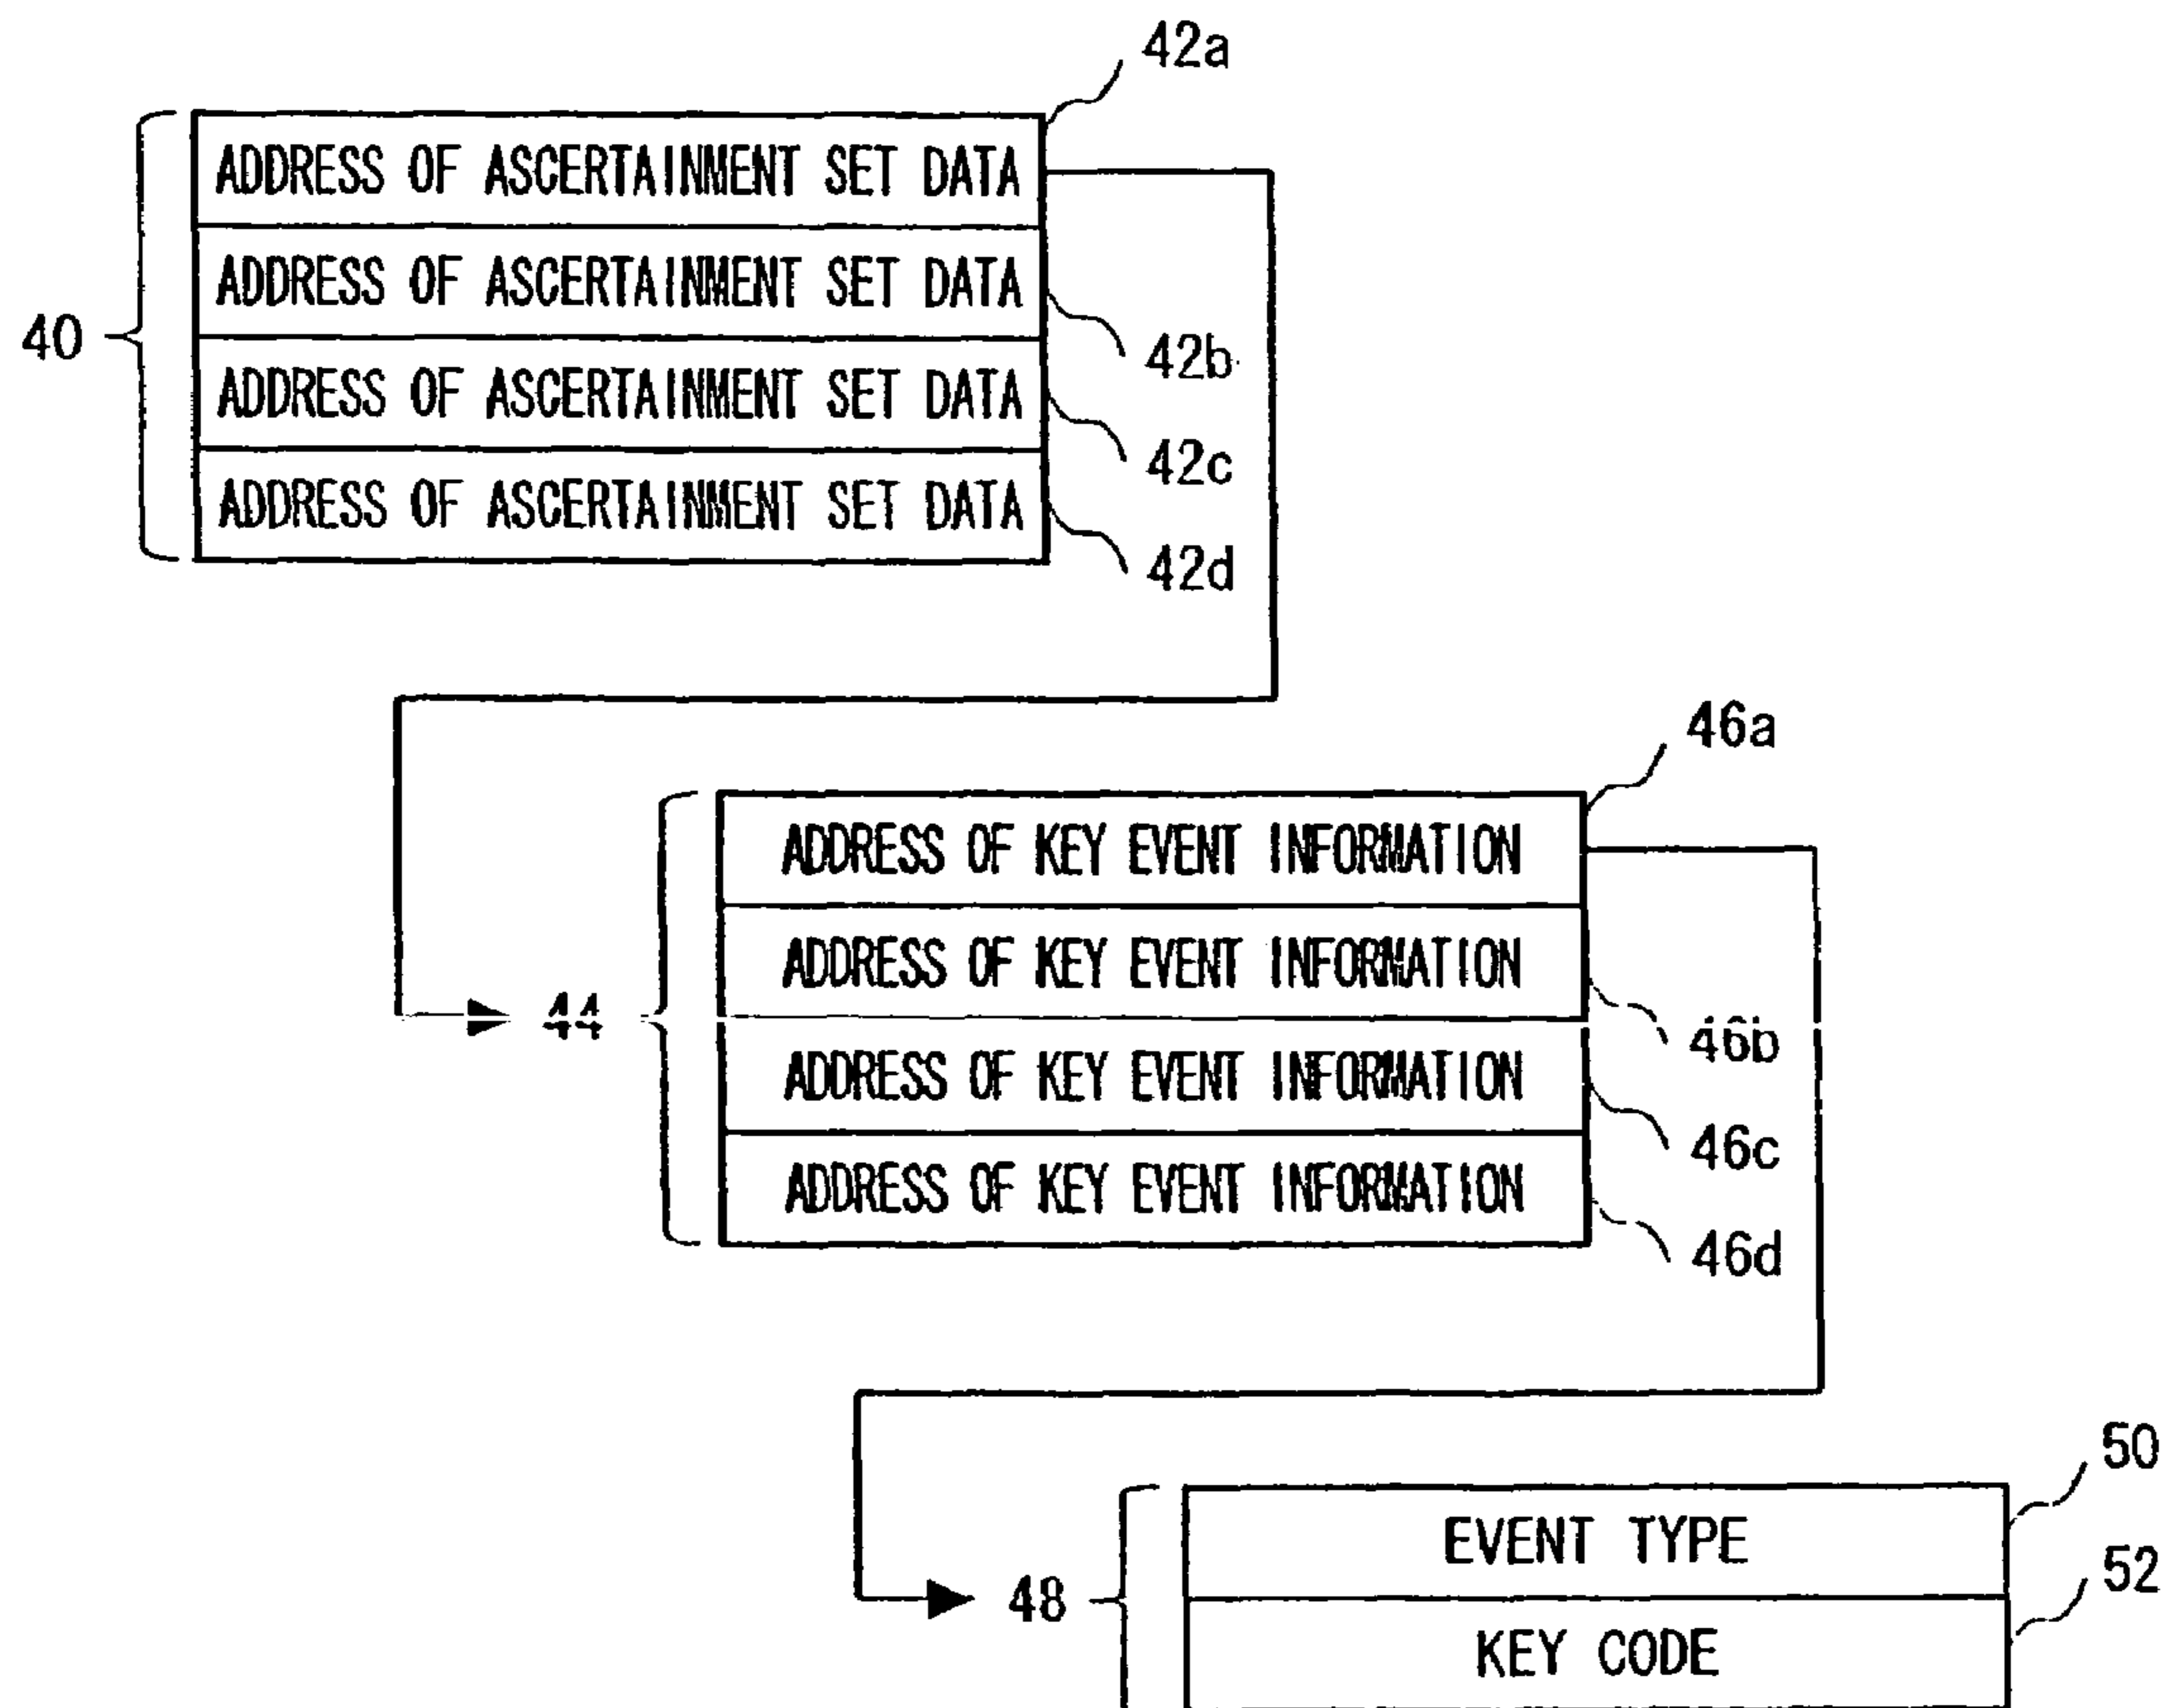 42a
ADDRESS OF ASCERTAINMENT SET DATA
ADDRESS OF ASCERTAINMENT SET DATA
40
42b
ADDRESS OF ASCERTAINMENT SET DATA
42c
ADDRESS OF ASCERTAINMENT SET DATA
42d
46a
ADDRESS OF KEY EVENT INFORMATION
ADDRESS OF KEY EVENT INFORMATION
44
46b
ADDRESS OF KEY EVENT INFORMATION
46c
ADDRESS OF KEY EVENT INFORMATION
46d
50
EVENT TYPE
52
48
KEY CODE